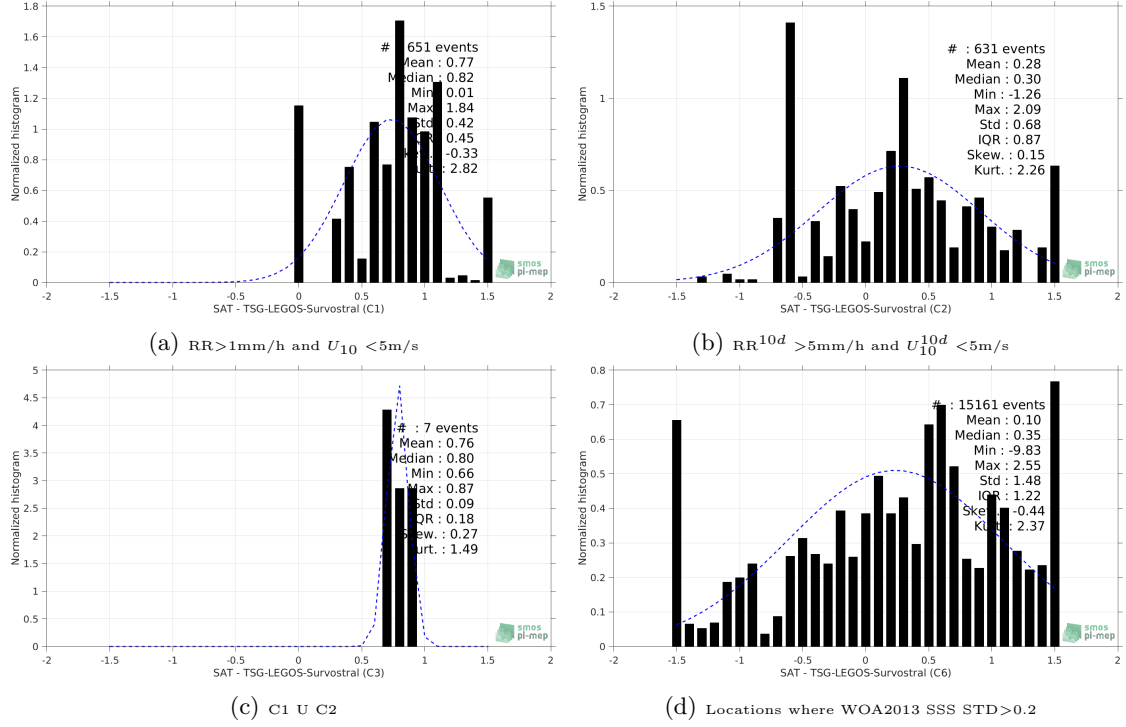 1.8
1.6
1.4
1.2
1
0.8
0.6
0.4
0.2
0
-2
-1.5
-1
-0.5
0
0.5
1
1.5
2
Normalized histogram
# : 651 events
Mean : 0.77
Median : 0.82
Min : 0.01
Max : 1.84
Std : 0.42
IQR : 0.45
Skew. : -0.33
Kurt. : 2.82
smos
pi-mep
SAT - TSG-LEGOS-Survostral (C1)
(a) RR>1mm/h and U10 <5m/s
1.5
1
0.5
0
-2
-1.5
-1
-0.5
0
0.5
1
1.5
2
Normalized histogram
# : 631 events
Mean : 0.28
Median : 0.30
Min : -1.26
Max : 2.09
Std : 0.68
IQR : 0.87
Skew. : 0.15
Kurt. : 2.26
smos
pi-mep
SAT - TSG-LEGOS-Survostral (C2)
(b) RR10d >5mm/h and U10 10d <5m/s
5
4.5
4
3.5
3
2.5
2
1.5
1
0.5
0
-2
-1.5
-1
-0.5
0
0.5
1
1.5
2
Normalized histogram
# : 7 events
Mean : 0.76
Median : 0.80
Min : 0.66
Max : 0.87
Std : 0.09
IQR : 0.18
Skew. : 0.27
Kurt. : 1.49
smos
pi-mep
SAT - TSG-LEGOS-Survostral (C3)
(c) C1 U C2
0.8
0.7
0.6
0.5
0.4
0.3
0.2
0.1
0
-2
-1.5
-1
-0.5
0
0.5
1
1.5
2
Normalized histogram
# : 15161 events
Mean : 0.10
Median : 0.35
Min : -9.83
Max : 2.55
Std : 1.48
IQR : 1.22
Skew. : -0.44
Kurt. : 2.37
smos
pi-mep
SAT - TSG-LEGOS-Survostral (C6)
(d) Locations where WOA2013 SSS STD>0.2